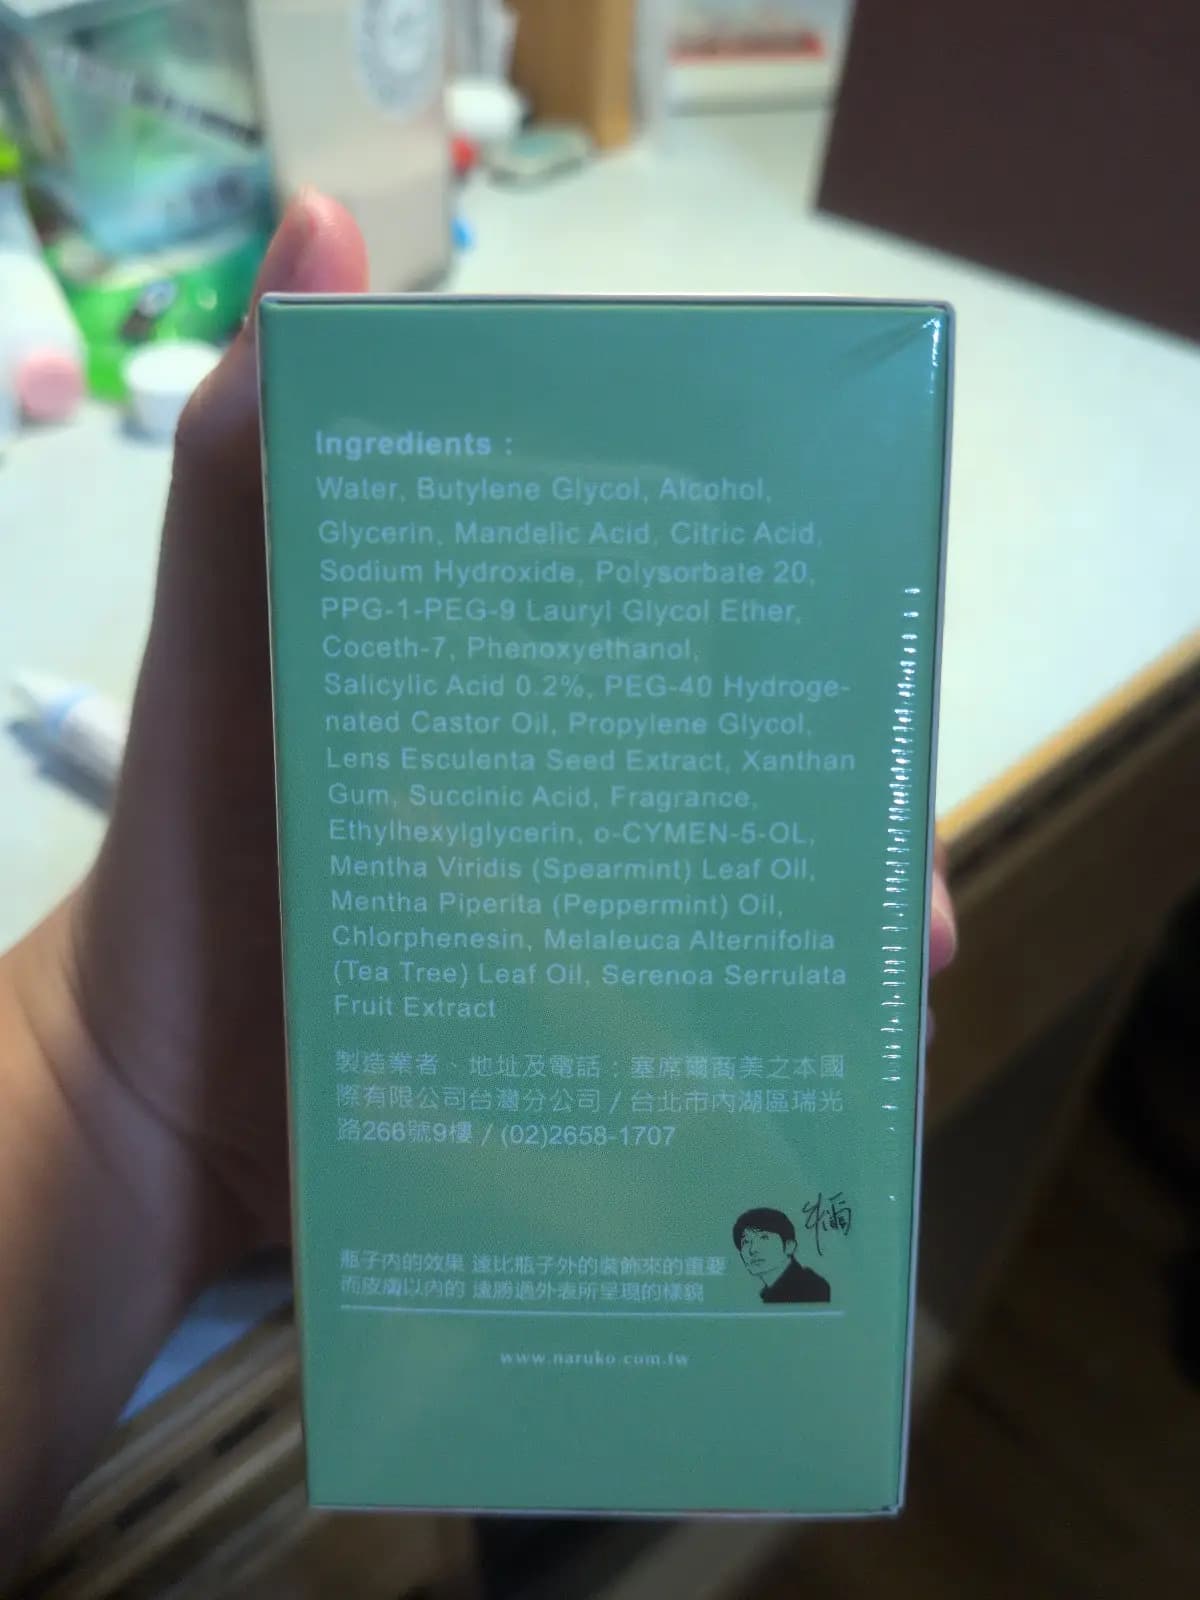 Ingredients :
Water, Butylene Glycol, Alcohol,
Glycerin, Mandelic Acid, Citric Acid,
Sodium Hydroxide, Polysorbate 20,
PPG-1-PEG-9 Lauryl Glycol Ether,
Coceth-7, Phenoxyethanol,
Salicylic Acid 0.2%, PEG-40 Hydroge-
nated Castor Oil, Propylene Glycol,
Lens Esculenta Seed Extract, Xanthan
Gum, Succinic Acid, Fragrance,
Ethylhexylglycerin, o-CYMEN-5-OL,
Mentha Viridis (Spearmint) Leaf Oil,
Mentha Piperita (Peppermint) Oil,
Chlorphenesin, Melaleuca Alternifolia
(Tea Tree) Leaf Oil, Serenoa Serrulata
Fruit Extract
製造業者、地址及電話：塞席爾商美之本國
際有限公司台灣分公司 / 台北市內湖區瑞光
路266號9樓 / (02)2658-1707
瓶子內的效果 遠比瓶子外的裝飾來的重要
而皮膚以內的 遠勝過外表所呈現的樣貌
www.naruko.com.tw